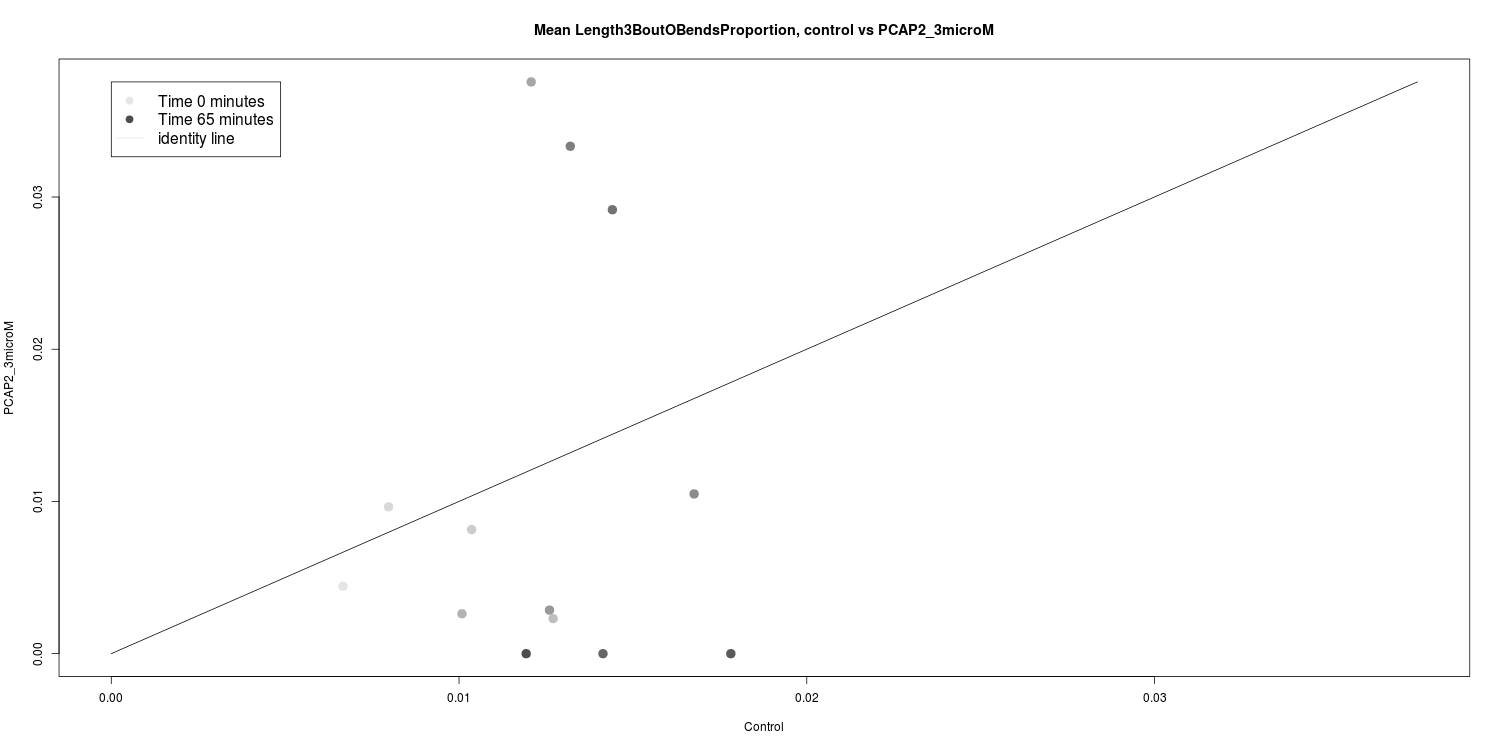 Mean Length3BoutOBendsProportion, control vs PCAP2_3microM
Time 0 minutes
Time 65 minutes
identity line
PCAP2_3microM
0.03
0.02
0.01
0.00
0.00
0.01
0.02
0.03
Control